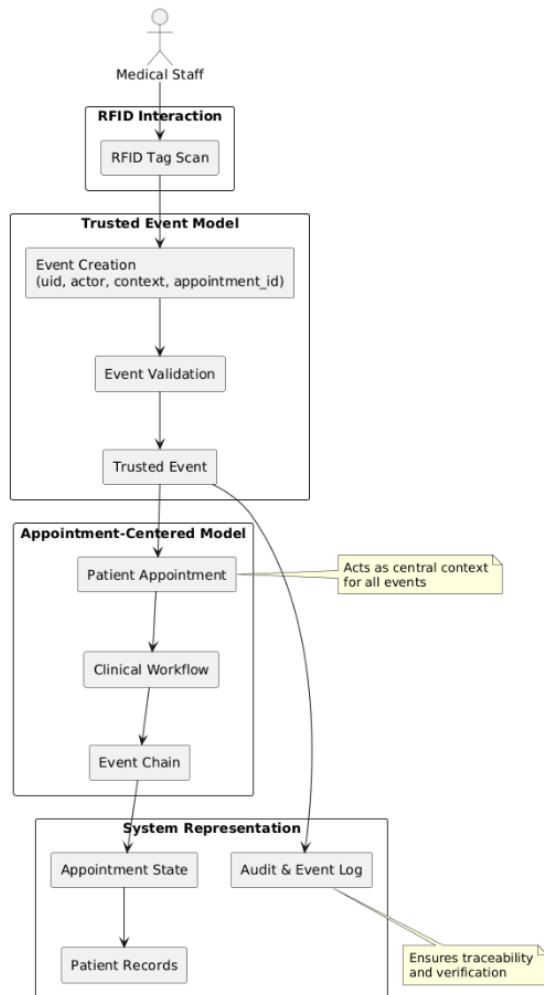 Medical Staff
RFID Interaction
RFID Tag Scan
Trusted Event Model
Event Creation
(uid, actor, context, appointment_id)
Event Validation
Trusted Event
Appointment-Centered Model
Patient Appointment
Acts as central context
for all events
Clinical Workflow
Event Chain
System Representation
Appointment State
Audit & Event Log
Patient Records
Ensures traceability
and verification